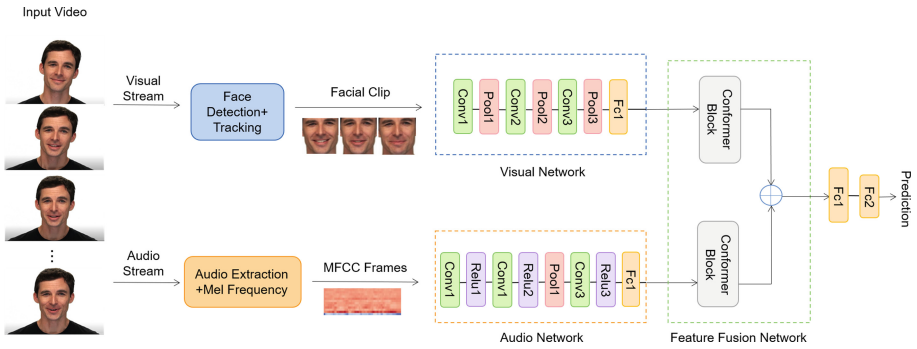 Input Video
Visual
Stream
Face
Detection+
Tracking
Facial Clip
Conv1
Pool1
Conv2
Pool2
Conv3
Pool3
Fc1
Visual Network
Conformer
Block
Audio
Stream
Audio Extraction
+Mel Frequency
MFCC Frames
Conv1
Relu1
Conv1
Relu2
Pool1
Conv3
Relu3
Fc1
Audio Network
Conformer
Block
Feature Fusion Network
Fc1
Fc2
Prediction